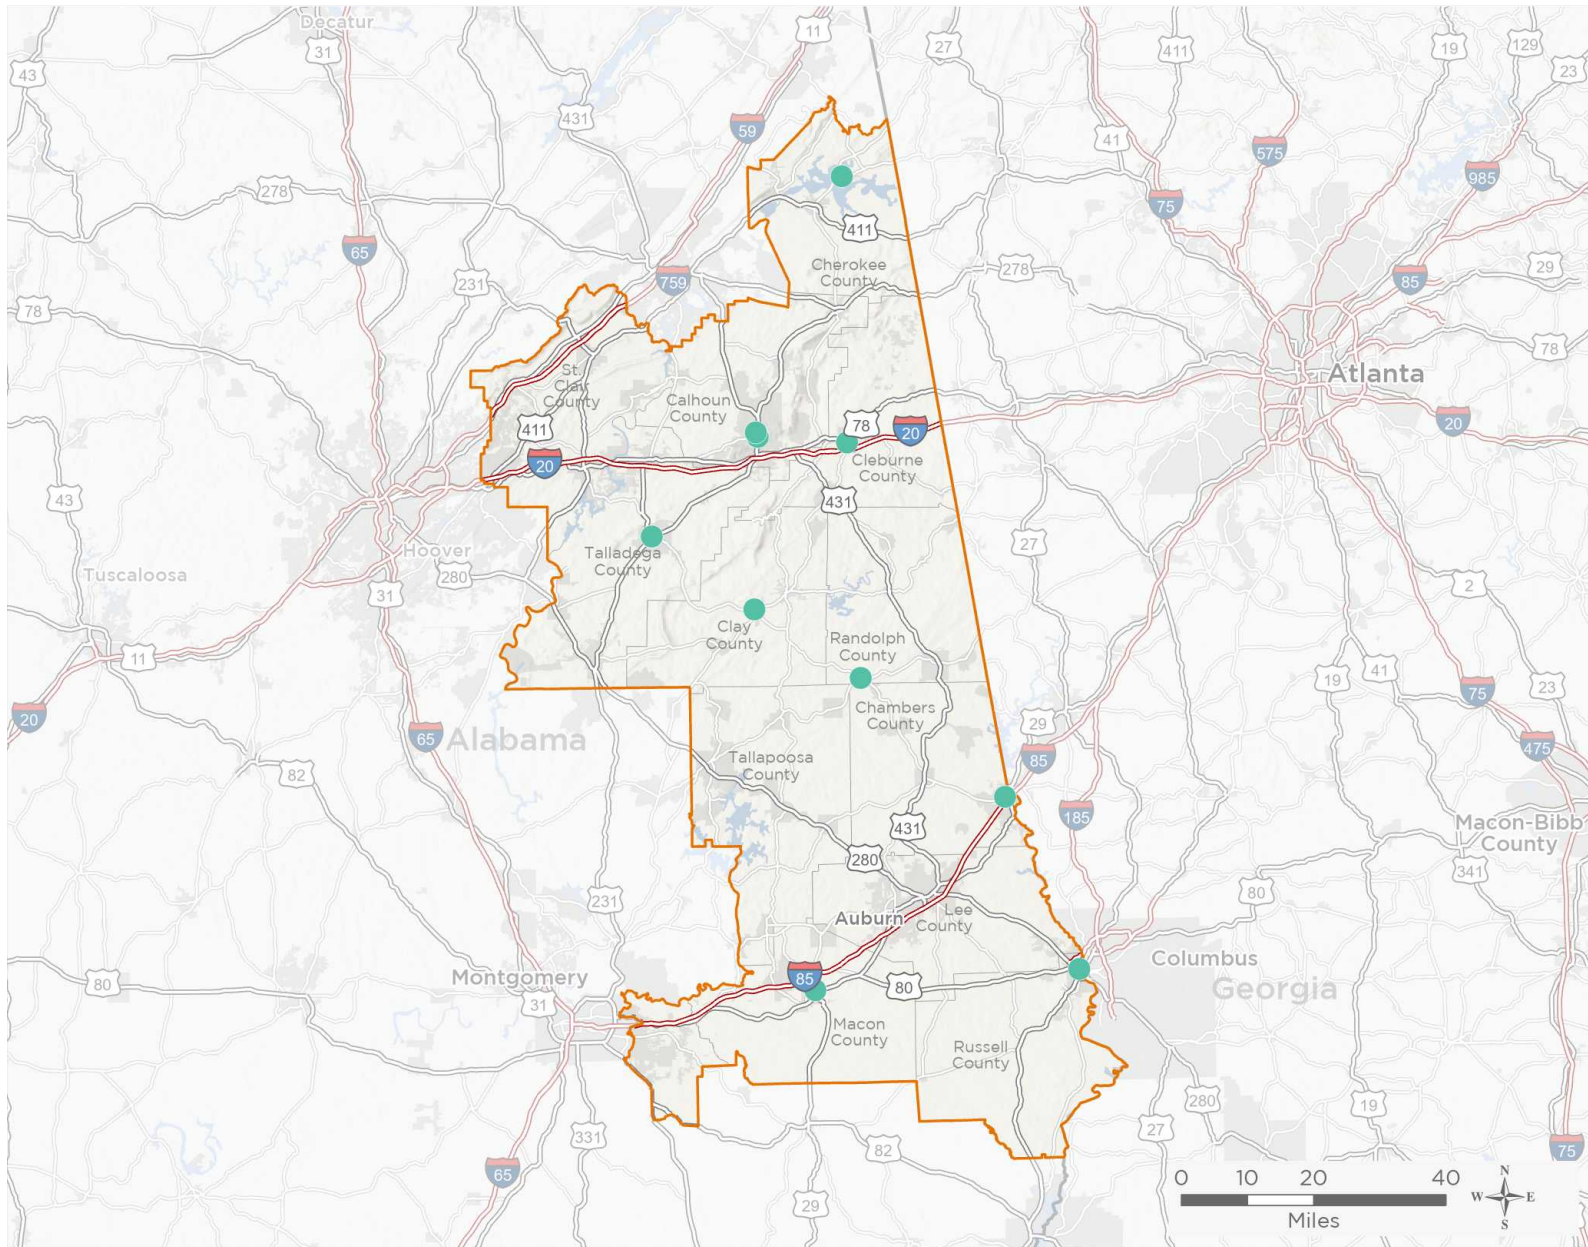 Decatur
11
27
411
19
129
43
31
23
431
59
41
575
278
75
985
65
411
231
759
Cherokee
County
278
85
29
78
St.
Clair
County
78
Calhoun
County
Atlanta
411
78
20
20
20
Cleburne
County
43
431
Hoover
27
Talladega
County
Tuscaloosa
280
2
31
Clay
County
Randolph
County
11
41
19
75
23
Chambers
County
20
29
65
Alabama
475
85
Tallapoosa
County
82
185
431
Macon-Bibb
County
280
341
80
231
Auburn
Lee
County
Columbus
Montgomery
85
80
80
Georgia
31
Macon
County
Russell
County
280
19
27
331
82
75
65
29
0 10 20 40
Miles
N
W E
S